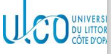 ulco
UNIVERSI
DU LITTOR
CÔTE D'OP